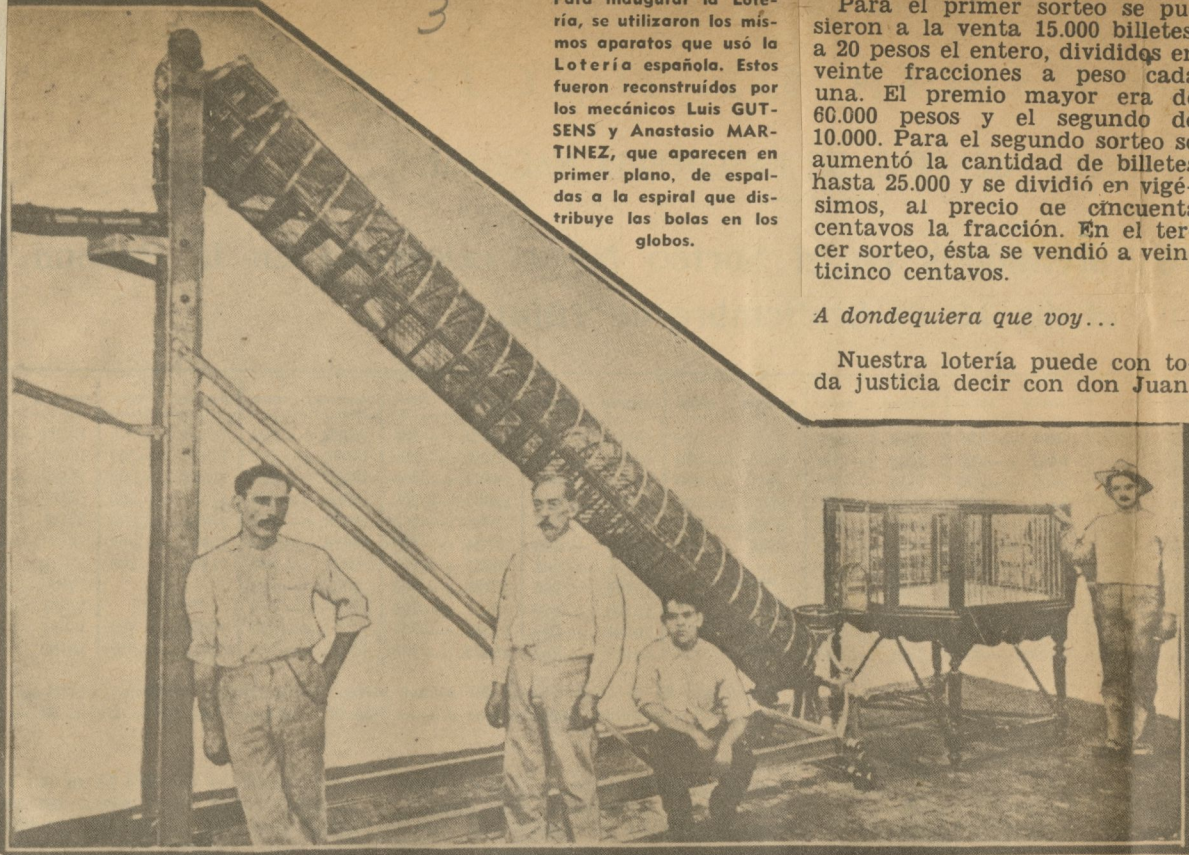 3
Para inaugurar la Lote-
ría, se utilizaron los mis-
mos aparatos que usó la
Lotería española. Estos
fueron reconstruídos por
los mecánicos Luis GUT-
SENS y Anastasio MAR-
TINEZ, que aparecen en
primer plano, de espal-
das a la espiral que dis-
tribuye las bolas en los
globos.
Para el primer sorteo se pu-
sieron a la venta 15.000 billetes
a 20 pesos el entero, divididos en
veinte fracciones a peso cada
una. El premio mayor era de
60.000 pesos y el segundo de
10.000. Para el segundo sorteo se
aumentó la cantidad de billetes
hasta 25.000 y se dividió en vigé-
simos, al precio de cincuenta
centavos la fracción. En el ter-
cer sorteo, ésta se vendió a vein-
ticinco centavos.
A dondequiera que voy...
Nuestra lotería puede con to-
da justicia decir con don Juan